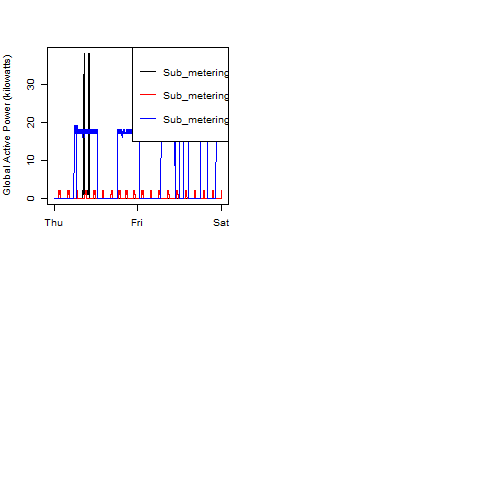 Global Active Power (kilowatts)
30
20
10
0
Sub_metering
Sub_metering
Sub_metering
Thu Fri Sat